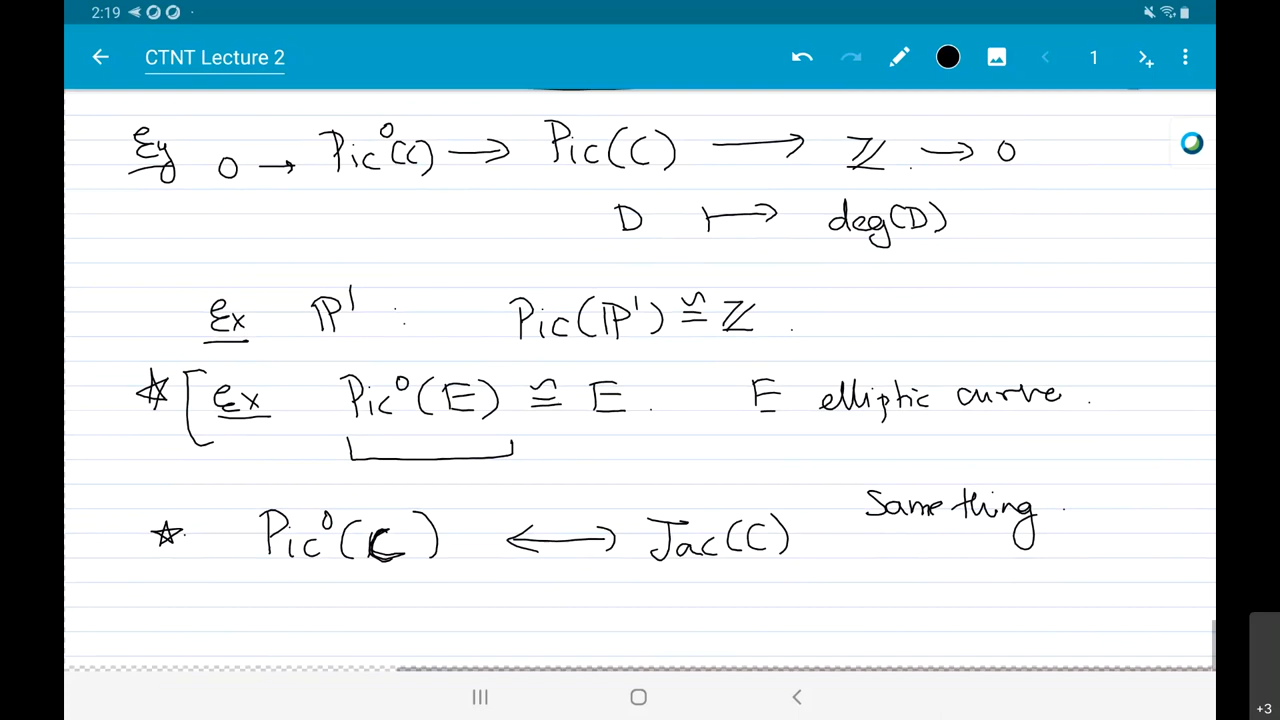 2:19
CTNT Lecture 2
1
Eg 0 → Pic⁰(C) → Pic(C) → ℤ → 0
D ↦ deg(D)
Ex ℙ¹ : Pic(ℙ¹) ≅ ℤ .
☆ [ Ex Pic⁰(E) ≅ E . E elliptic curve .
☆ Pic⁰(C) ⟷ Jac(C) Same thing .
+3